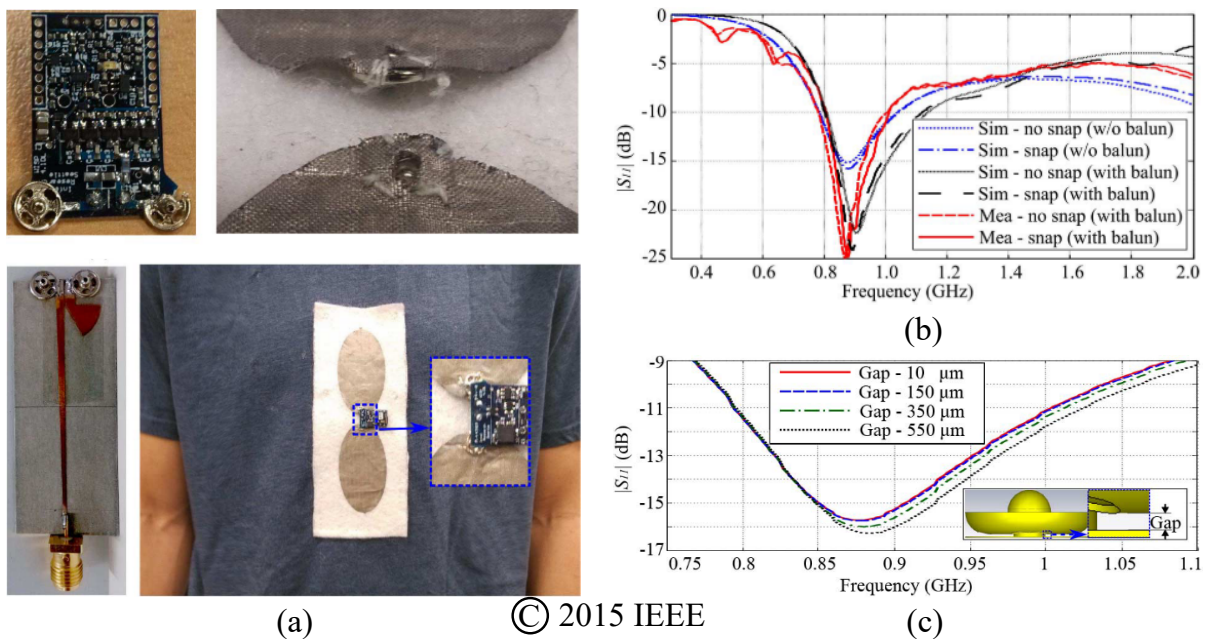 0
-5
-10
-15
-20
-25
|S11| (dB)
Sim - no snap (w/o balun)
Sim - snap (w/o balun)
Sim - no snap (with balun)
Sim - snap (with balun)
Mea - no snap (with balun)
Mea - snap (with balun)
0.4 0.6 0.8 1.0 1.2 1.4 1.6 1.8 2.0
Frequency (GHz)
(b)
-9
-11
-13
-15
-17
|S11| (dB)
Gap - 10 μm
Gap - 150 μm
Gap - 350 μm
Gap - 550 μm
Gap
0.75 0.8 0.85 0.9 0.95 1 1.05 1.1
Frequency (GHz)
(a)
© 2015 IEEE
(c)